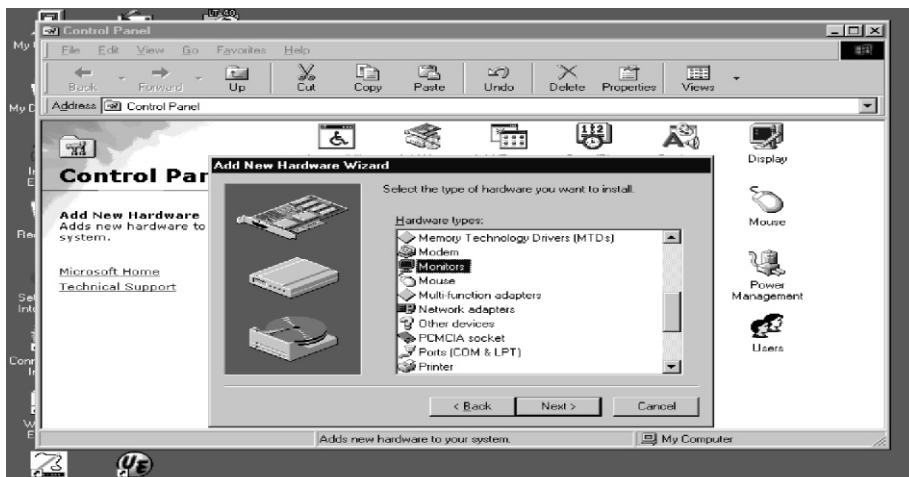 LT-40
Control Panel
File Edit View Go Favorites Help
Back Forward Up Cut Copy Paste Undo Delete Properties Views
Address Control Panel
Control Par
Add New Hardware
Adds new hardware to
system.
Microsoft Home
Technical Support
Add New Hardware Wizard
Select the type of hardware you want to install.
Hardware types:
Memory Technology Drivers (MTDs)
Modem
Monitors
Mouse
Multi-function adapters
Network adapters
Other devices
PCMCIA socket
Ports (COM & LPT)
Printer
< Back Next > Cancel
Display
Mouse
Power
Management
Users
Adds new hardware to your system. My Computer
UE